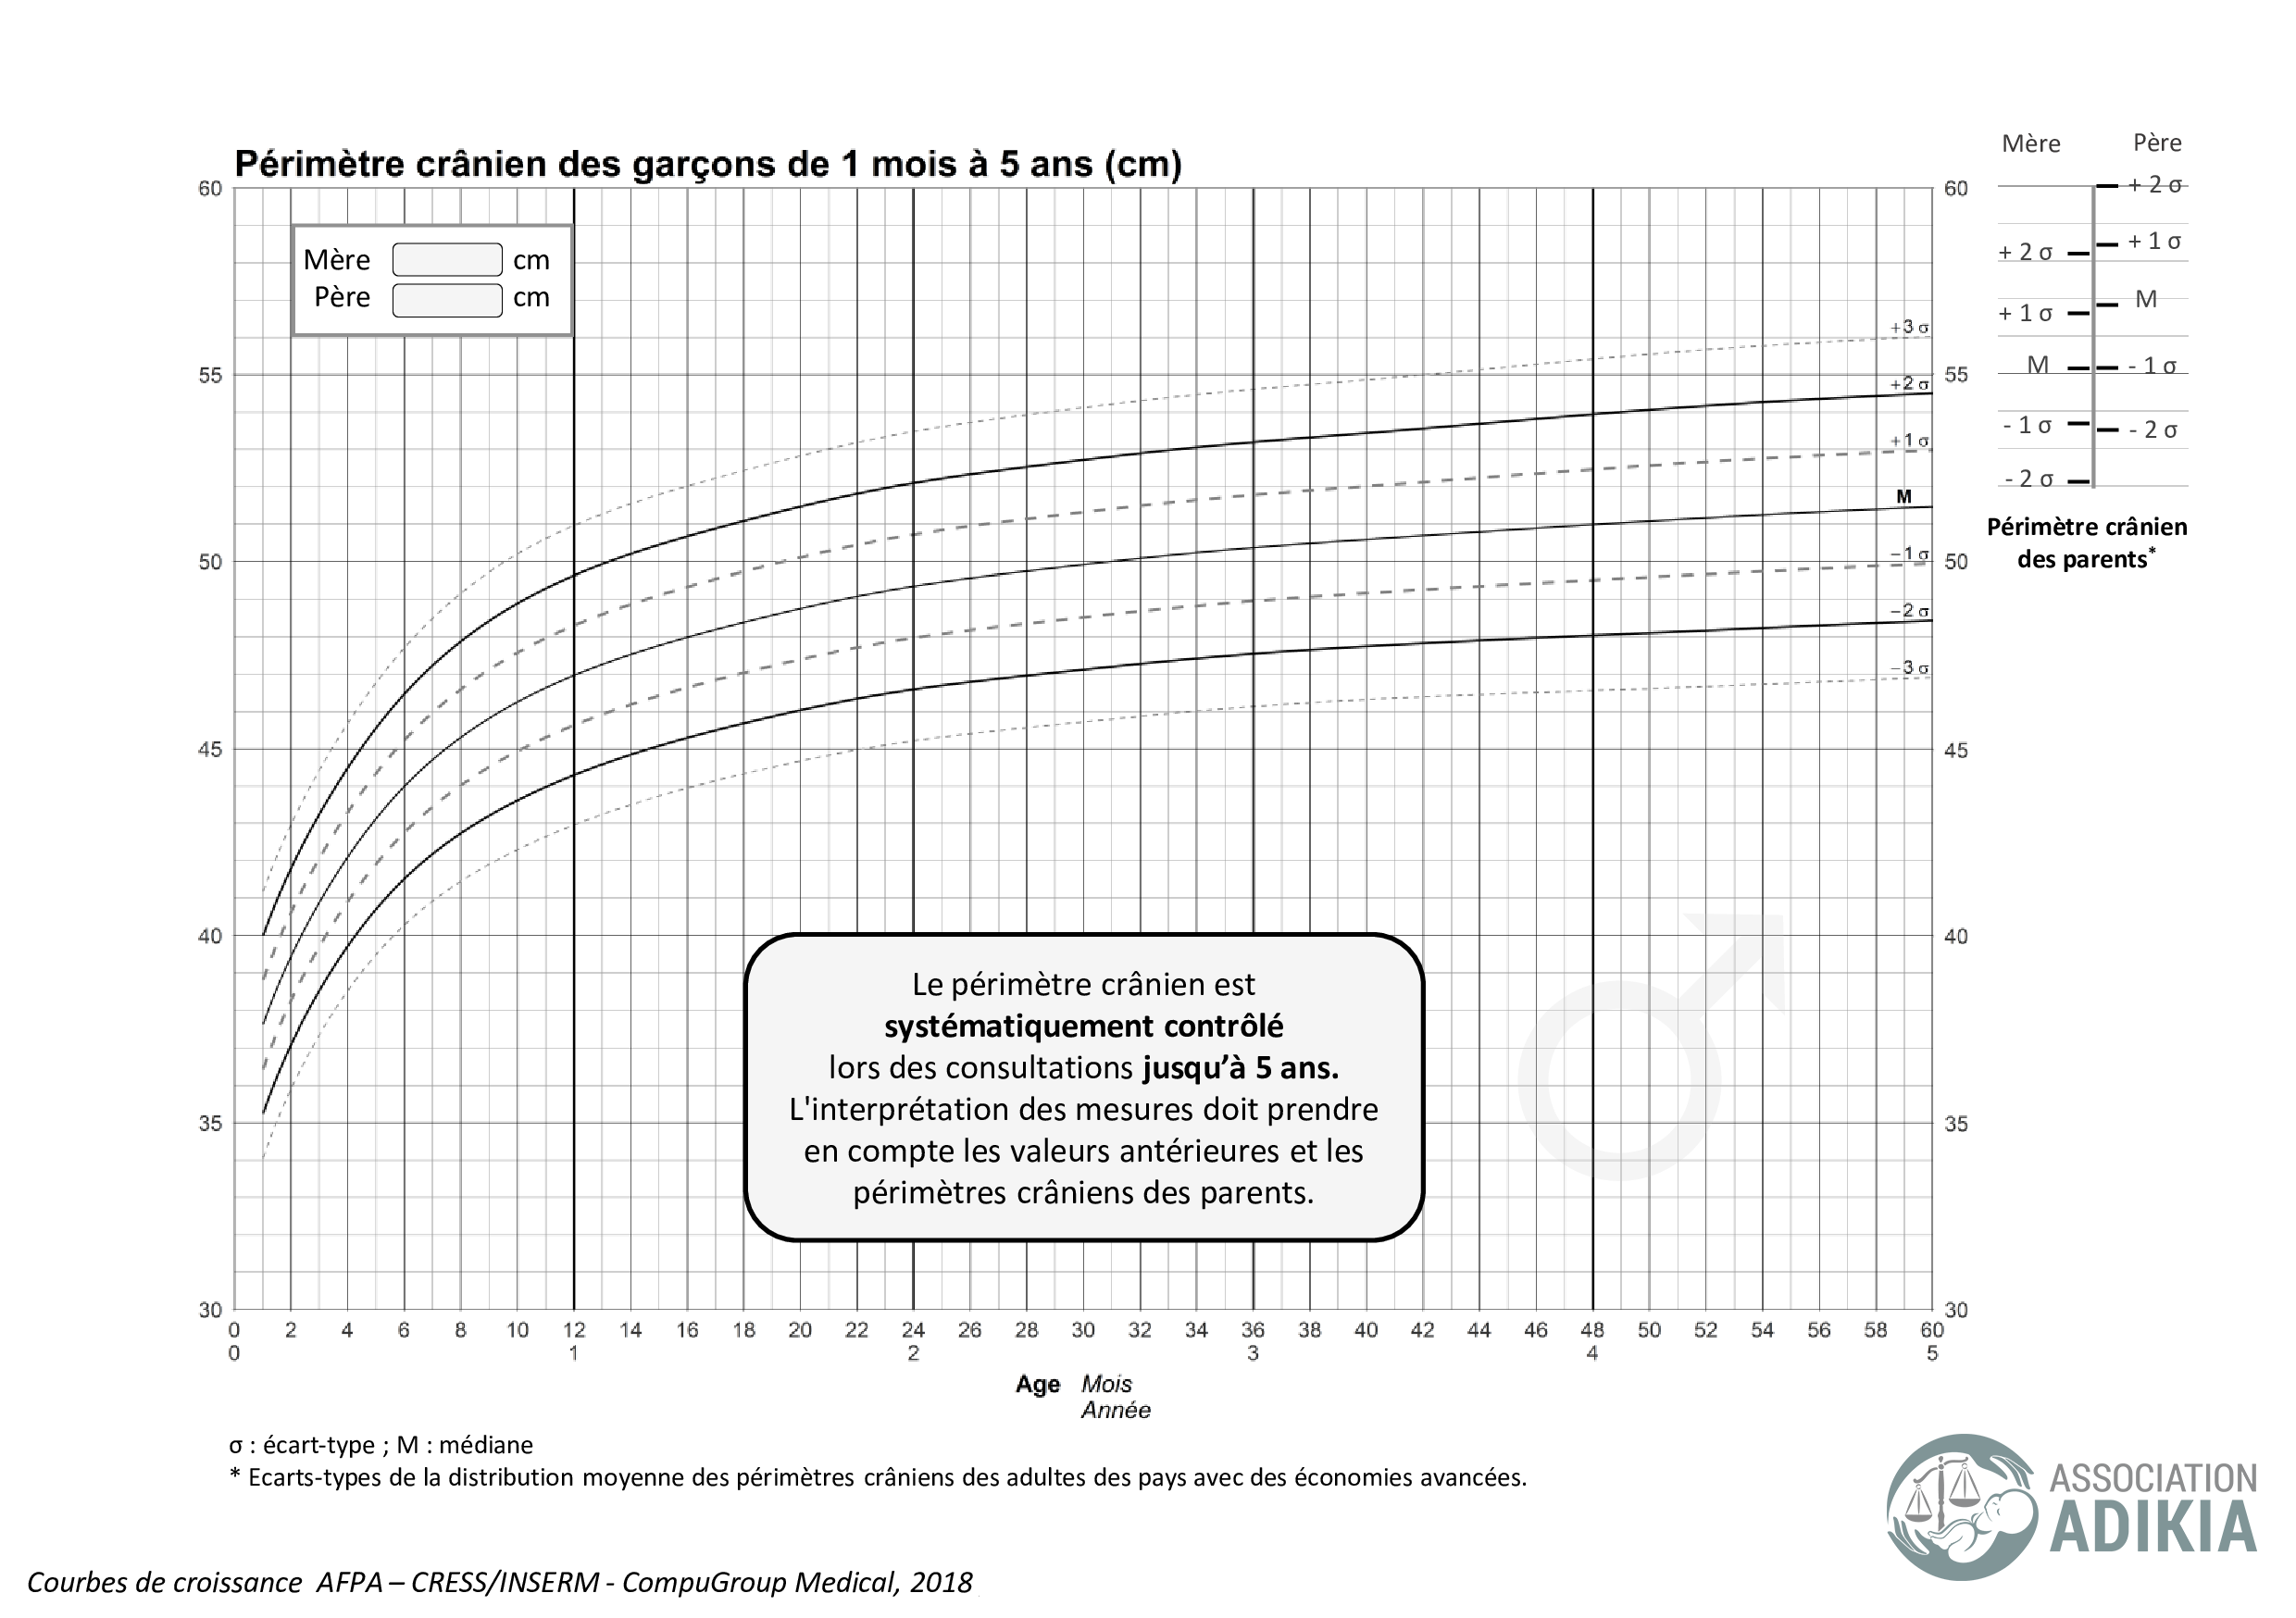 Périmètre crânien des garçons de 1 mois à 5 ans (cm)
Mère Père
60 60
+ 2 σ
+ 1 σ
+ 2 σ
M
+ 1 σ
M
- 1 σ
- 1 σ
- 2 σ
- 2 σ
Périmètre crânien
des parents*
Mère cm
Père cm
+3 σ
55 55
+2 σ
+1 σ
M
50 50
−1 σ
−2 σ
−3 σ
45 45
40 40
35 35
30 30
Le périmètre crânien est
systématiquement contrôlé
lors des consultations jusqu’à 5 ans.
L'interprétation des mesures doit prendre
en compte les valeurs antérieures et les
périmètres crâniens des parents.
0 2 4 6 8 10 12 14 16 18 20 22 24 26 28 30 32 34 36 38 40 42 44 46 48 50 52 54 56 58 60
0 1 2 3 4 5
Age Mois
Année
σ : écart-type ; M : médiane
* Ecarts-types de la distribution moyenne des périmètres crâniens des adultes des pays avec des économies avancées.
ASSOCIATION
ADIKIA
Courbes de croissance AFPA – CRESS/INSERM - CompuGroup Medical, 2018